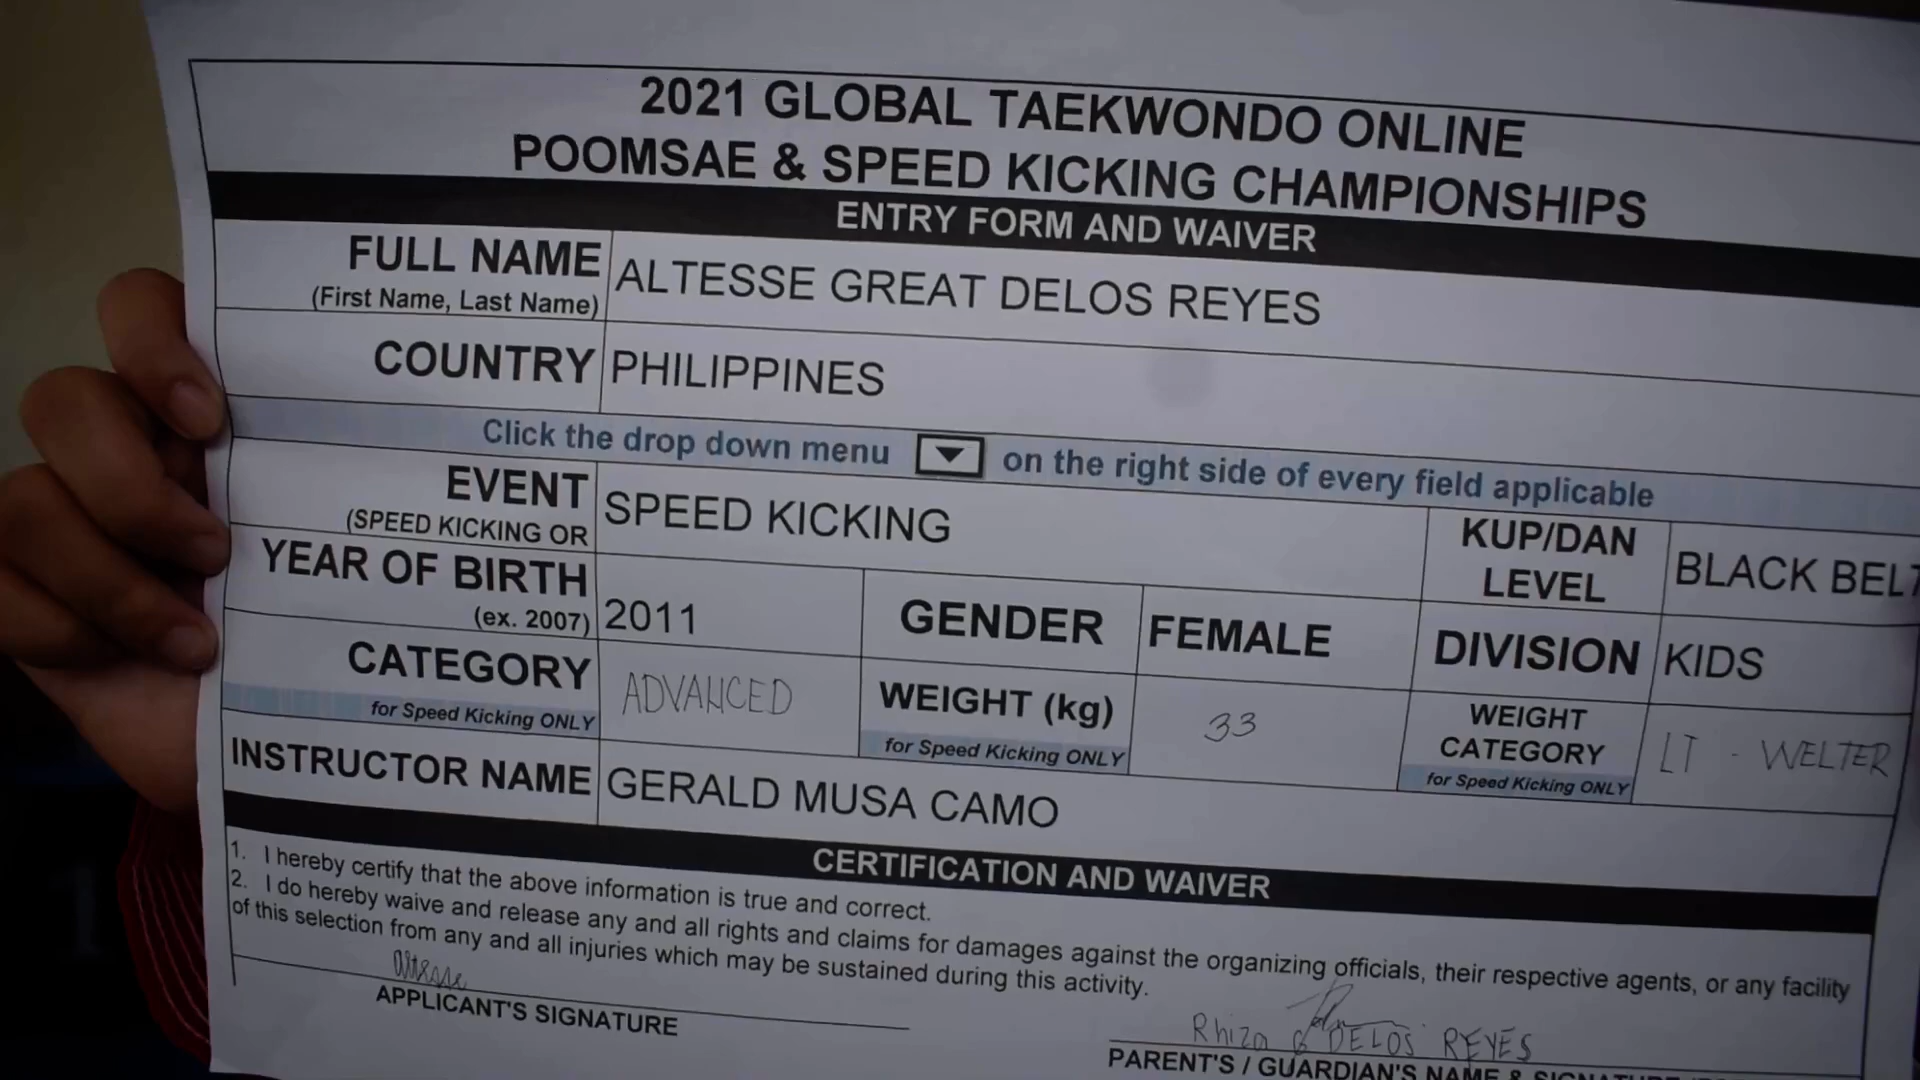 2021 GLOBAL TAEKWONDO ONLINE
POOMSAE & SPEED KICKING CHAMPIONSHIPS
ENTRY FORM AND WAIVER
FULL NAME ALTESSE GREAT DELOS REYES
(First Name, Last Name)
COUNTRY PHILIPPINES
Click the drop down menu on the right side of every field applicable
EVENT SPEED KICKING KUP/DAN LEVEL BLACK BELT
(SPEED KICKING OR
YEAR OF BIRTH 2011 GENDER FEMALE DIVISION KIDS
(ex. 2007)
CATEGORY ADVANCED WEIGHT (kg) 33 WEIGHT CATEGORY LT - WELTER
for Speed Kicking ONLY for Speed Kicking ONLY for Speed Kicking ONLY
INSTRUCTOR NAME GERALD MUSA CAMO
CERTIFICATION AND WAIVER
1. I hereby certify that the above information is true and correct.
2. I do hereby waive and release any and all rights and claims for damages against the organizing officials, their respective agents, or any facility
of this selection from any and all injuries which may be sustained during this activity.
APPLICANT'S SIGNATURE
Rhiza G DELOS REYES
PARENT'S / GUARDIAN'S NAME &